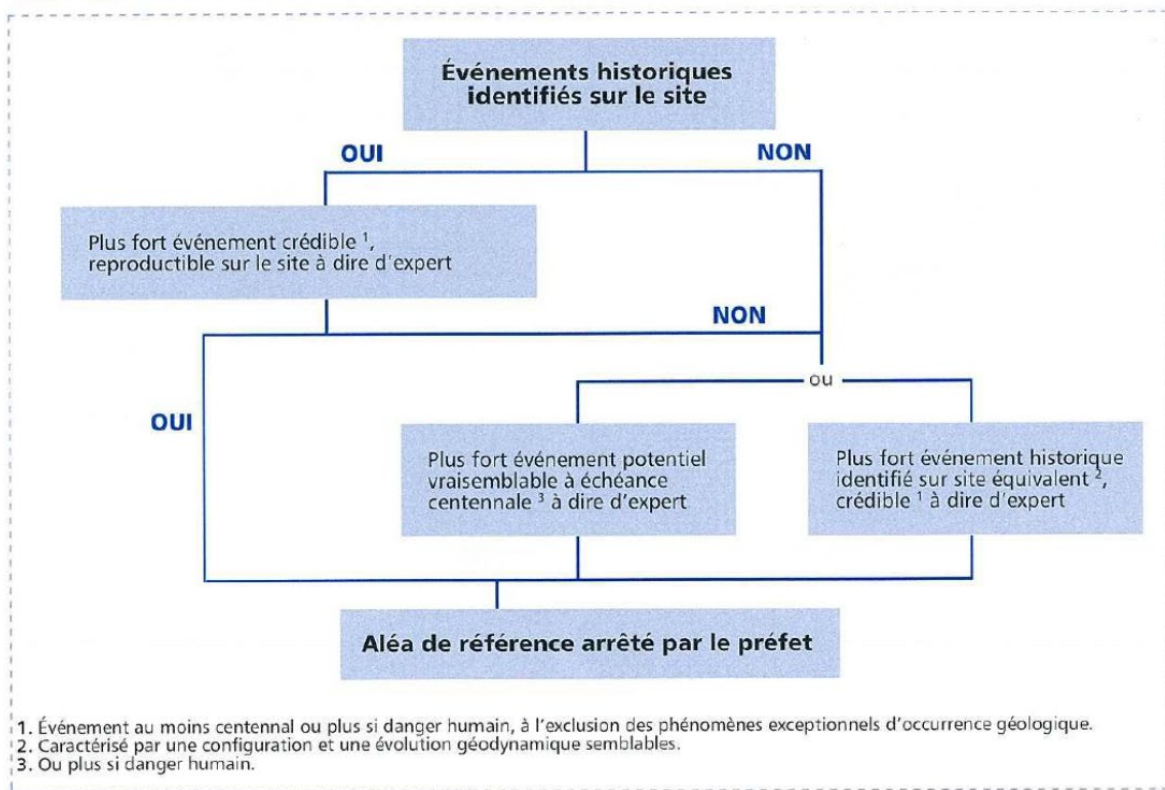 Événements historiques
identifiés sur le site
OUI
NON
Plus fort événement crédible ¹,
reproductible sur le site à dire d'expert
NON
ou
OUI
Plus fort événement potentiel
vraisemblable à échéance
centennale ³ à dire d'expert
Plus fort événement historique
identifié sur site équivalent ²,
crédible ¹ à dire d'expert
Aléa de référence arrêté par le préfet
1. Événement au moins centennal ou plus si danger humain, à l'exclusion des phénomènes exceptionnels d'occurrence géologique.
2. Caractérisé par une configuration et une évolution géodynamique semblables.
3. Ou plus si danger humain.